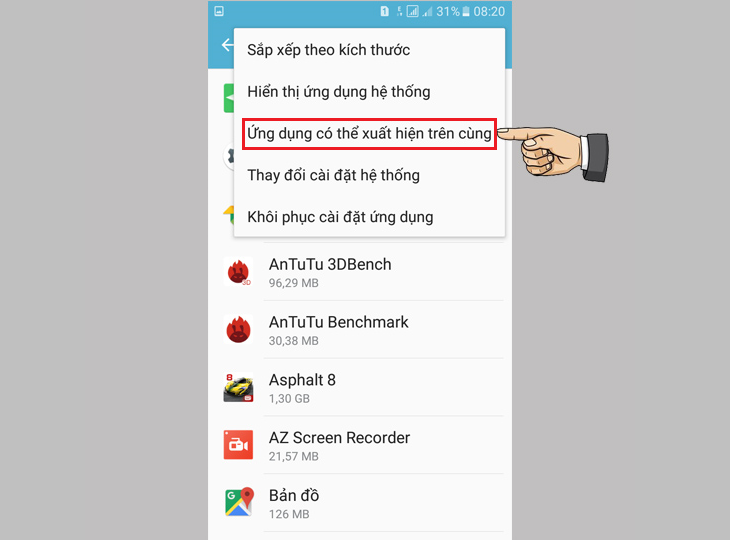 1 31% 08:20
Sắp xếp theo kích thước
Hiển thị ứng dụng hệ thống
Ứng dụng có thể xuất hiện trên cùng
Thay đổi cài đặt hệ thống
Khôi phục cài đặt ứng dụng
AnTuTu 3DBench
3D
96,29 MB
AnTuTu Benchmark
30,38 MB
8
Asphalt 8
1,30 GB
AZ Screen Recorder
21,57 MB
G
Bản đồ
126 MB